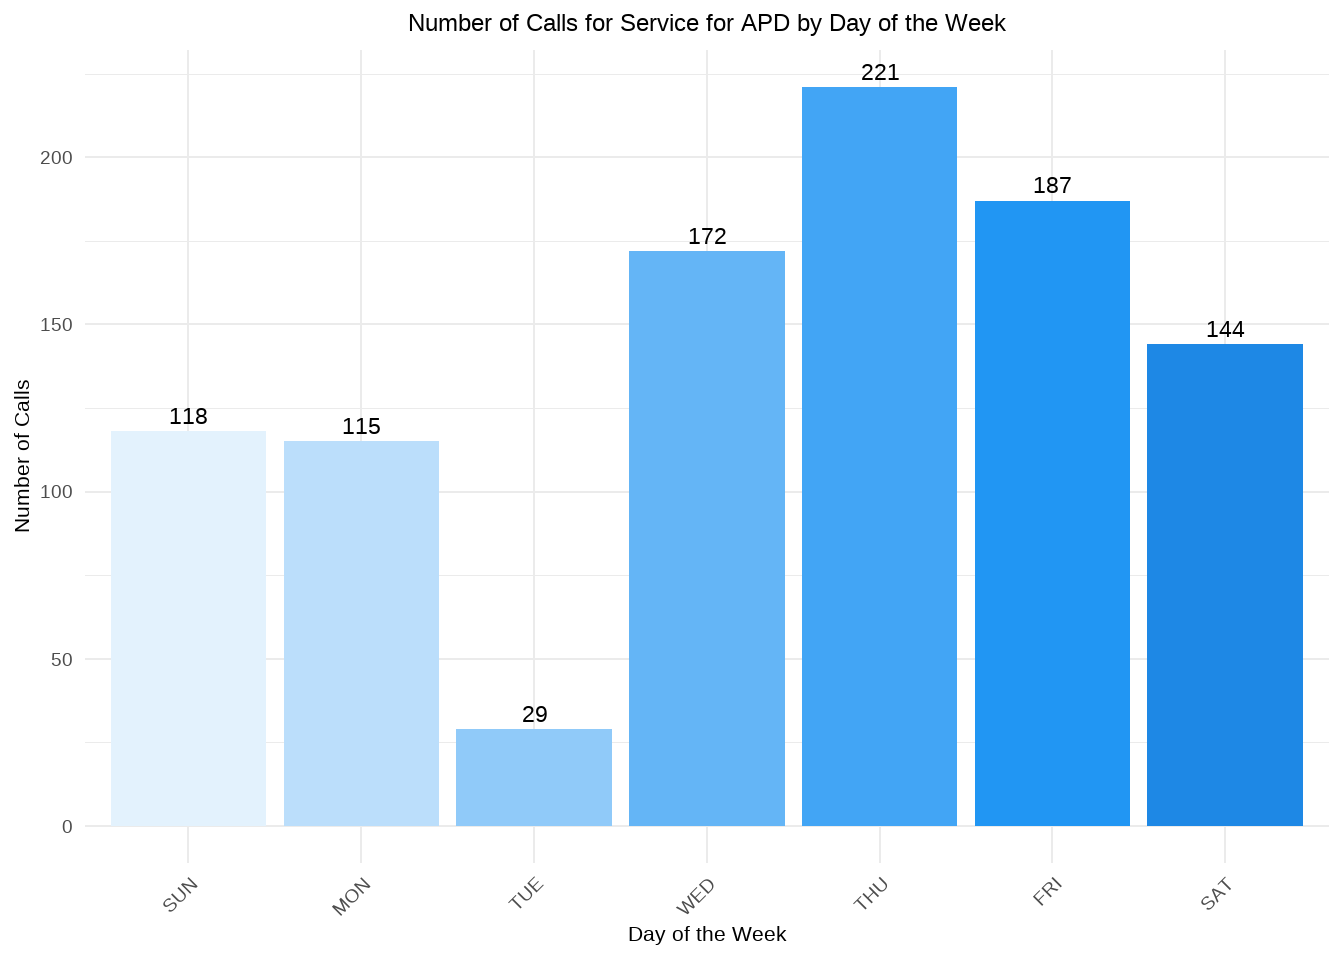 Number of Calls for Service for APD by Day of the Week
221
200
187
172
150
144
118
115
100
50
29
0
Number of Calls
SUN
MON
TUE
WED
THU
FRI
SAT
Day of the Week